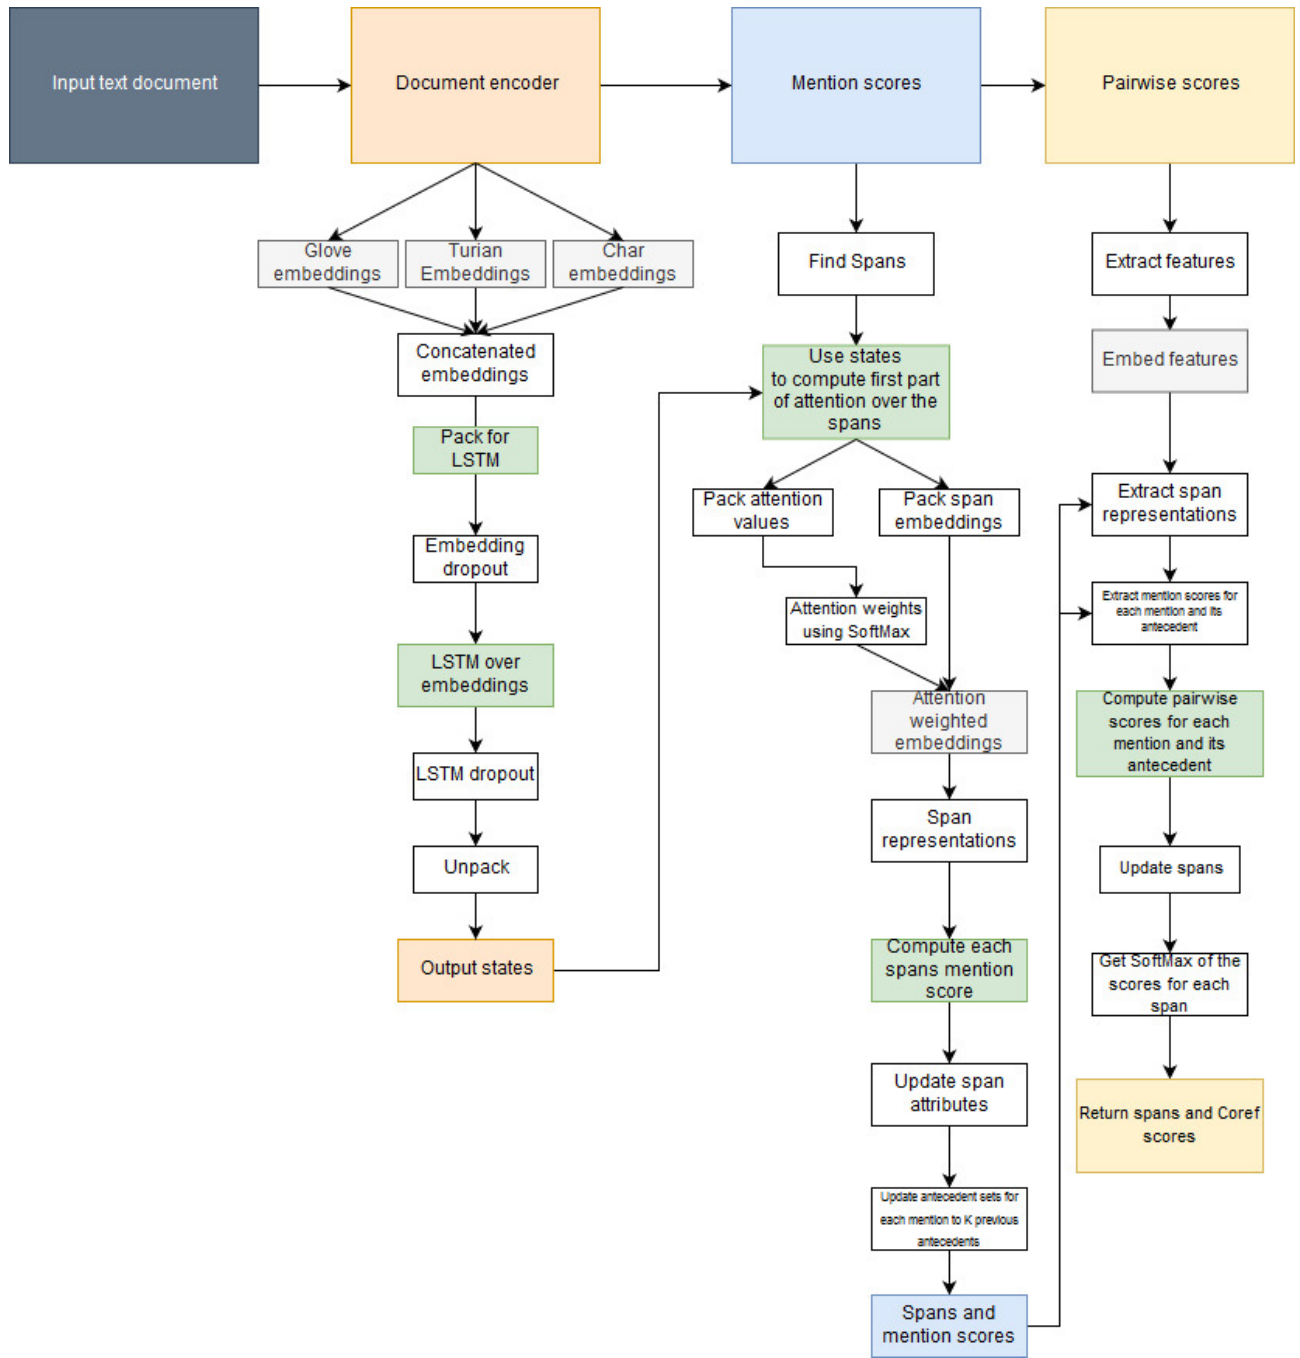 Input text document
Document encoder
Mention scores
Pairwise scores
Glove
embeddings
Turian
Embeddings
Char
embeddings
Concatenated
embeddings
Pack for
LSTM
Embedding
dropout
LSTM over
embeddings
LSTM dropout
Unpack
Output states
Find Spans
Use states
to compute first part
of attention over the
spans
Pack attention
values
Pack span
embeddings
Attention weights
using SoftMax
Attention
weighted
embeddings
Span
representations
Compute each
spans mention
score
Update span
attributes
Update antecedent sets for
each mention to K previous
antecedents
Spans and
mention scores
Extract features
Embed features
Extract span
representations
Extract mention scores for
each mention and its
antecedent
Compute pairwise
scores for each
mention and its
antecedent
Update spans
Get SoftMax of the
scores for each
span
Return spans and Coref
scores